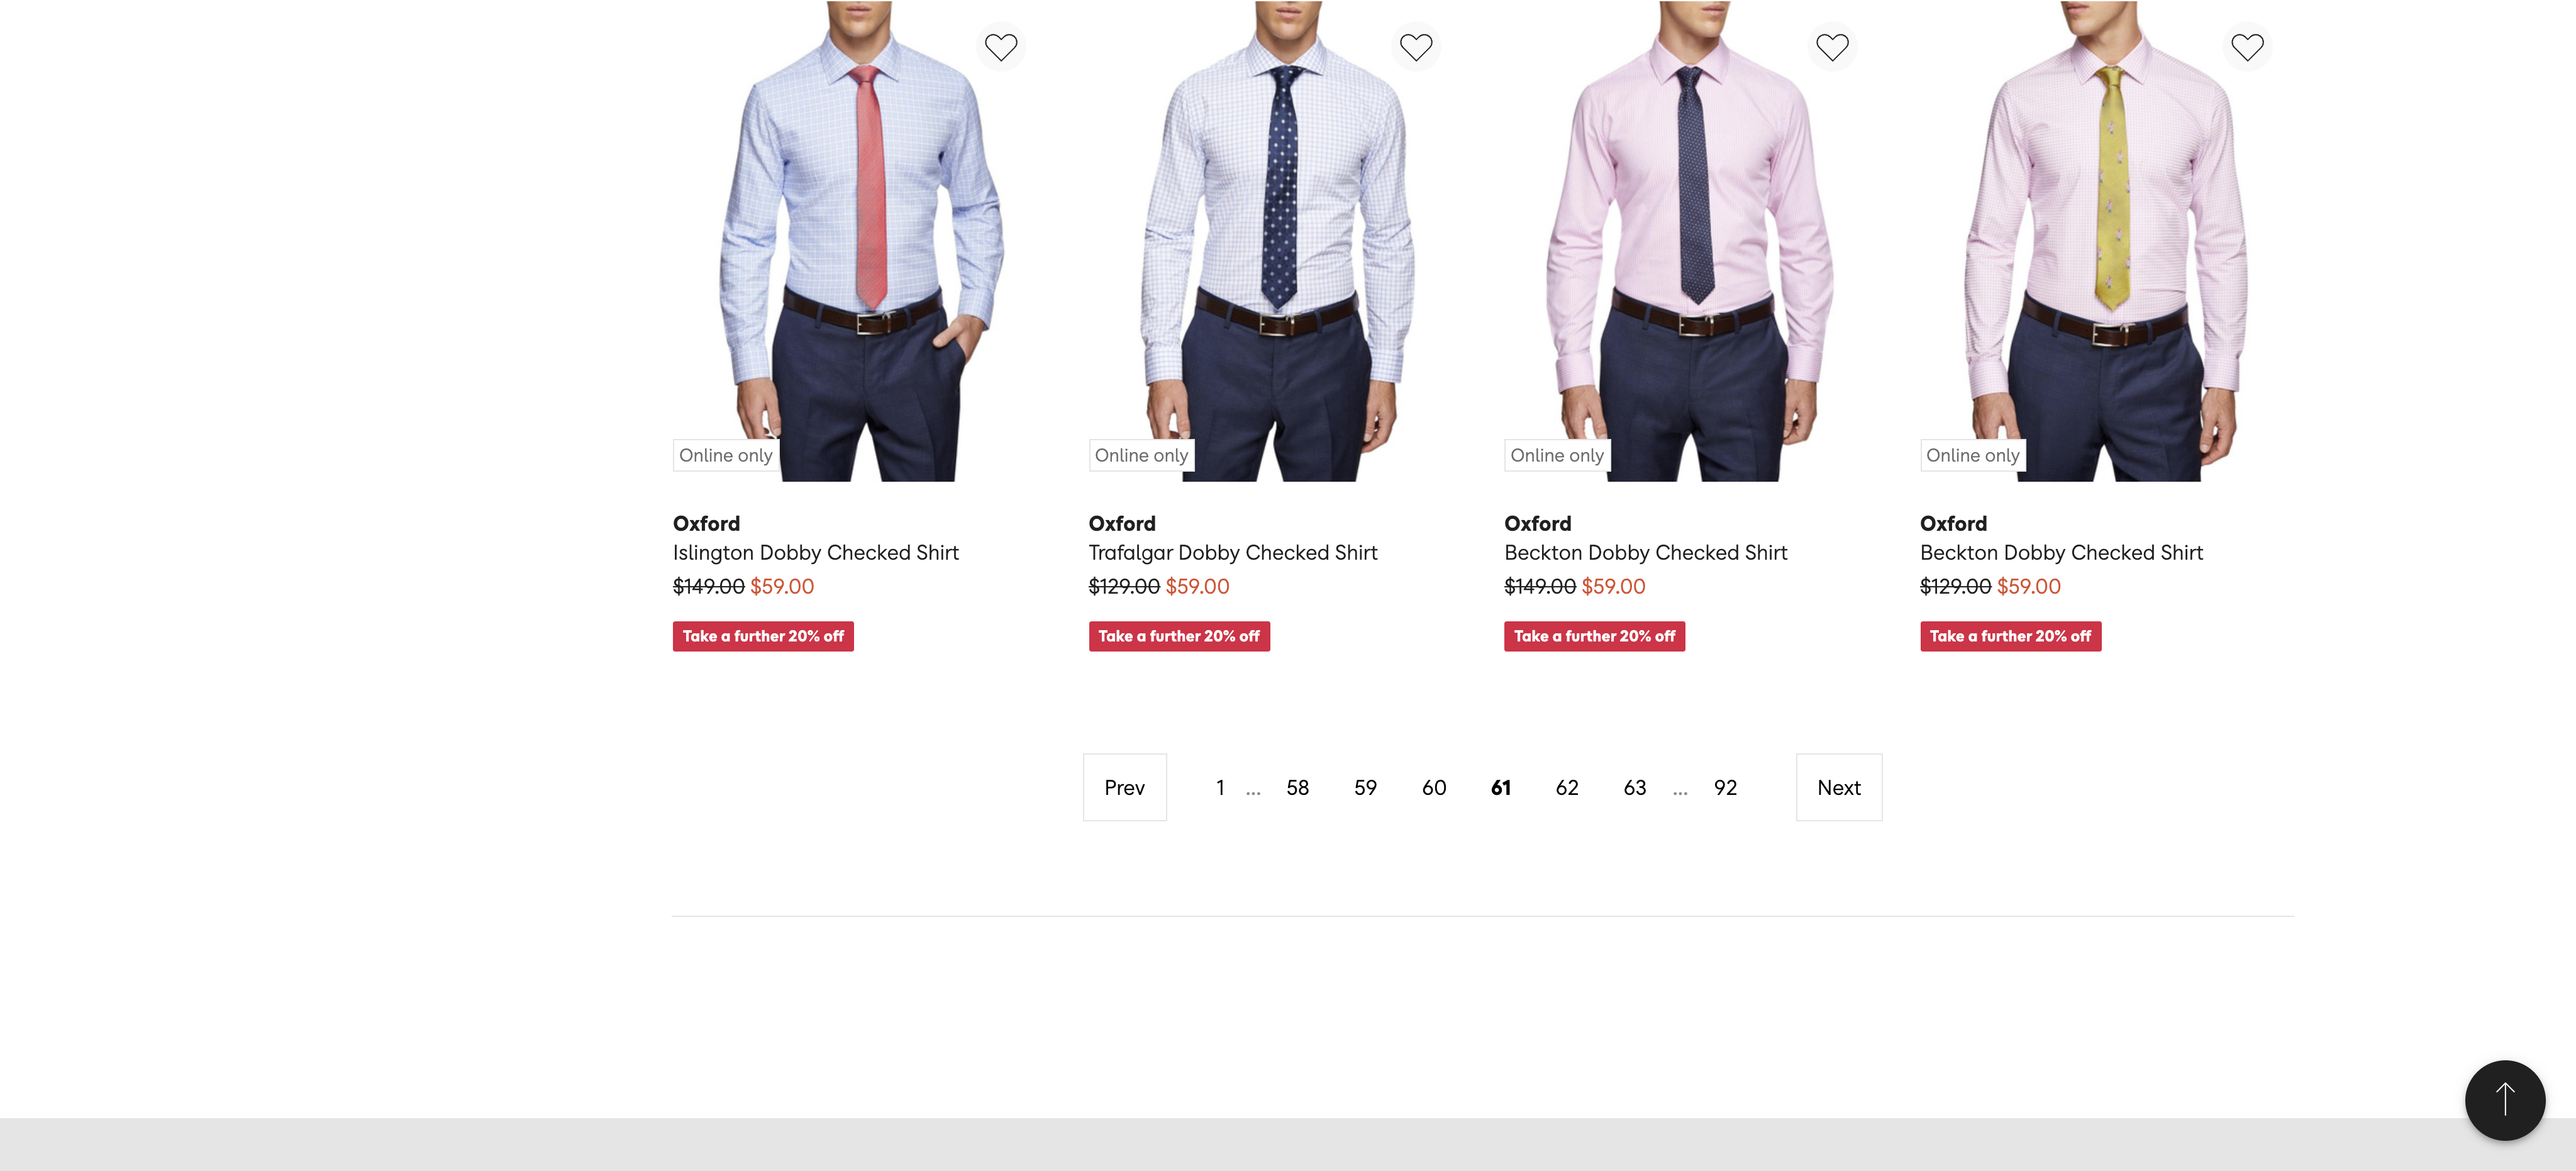 Online only
Online only
Online only
Online only
Oxford
Islington Dobby Checked Shirt
$149.00 $59.00
Take a further 20% off
Oxford
Trafalgar Dobby Checked Shirt
$129.00 $59.00
Take a further 20% off
Oxford
Beckton Dobby Checked Shirt
$149.00 $59.00
Take a further 20% off
Oxford
Beckton Dobby Checked Shirt
$129.00 $59.00
Take a further 20% off
Prev 1 ... 58 59 60 61 62 63 ... 92 Next